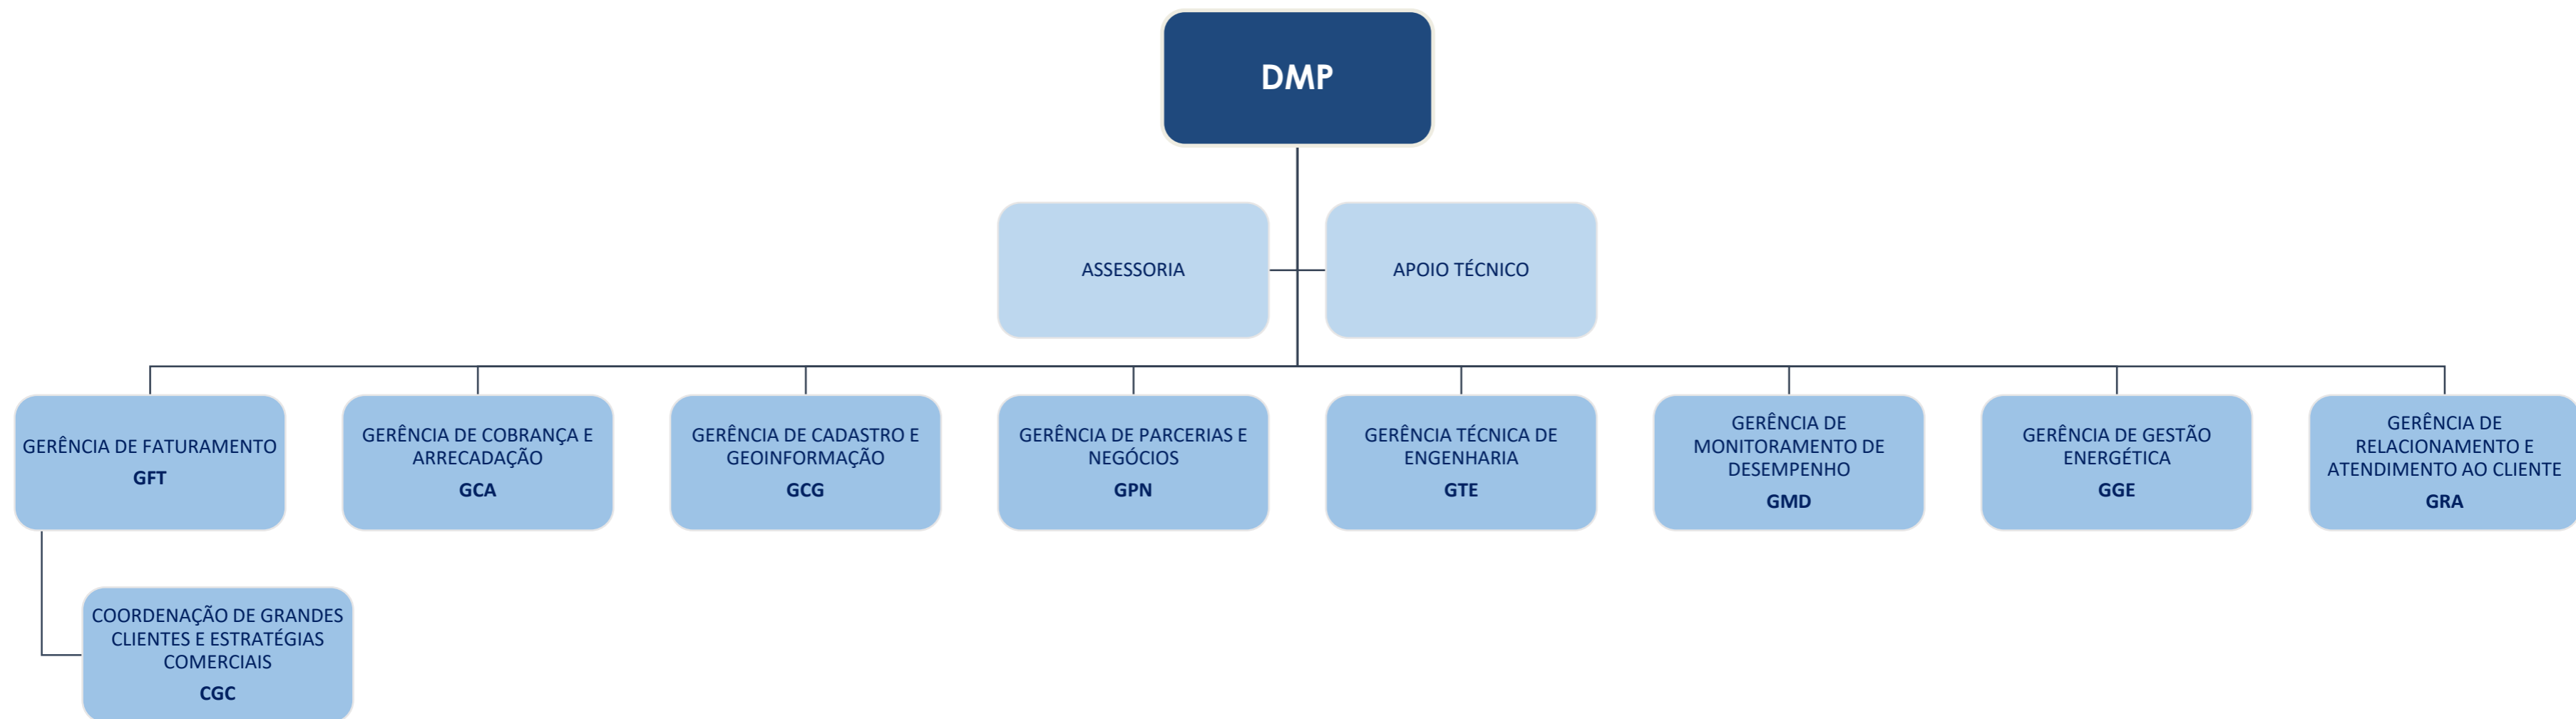 DMP
ASSESSORIA
APOIO TÉCNICO
GERÊNCIA DE FATURAMENTO
GFT
GERÊNCIA DE COBRANÇA E
ARRECADAÇÃO
GCA
GERÊNCIA DE CADASTRO E
GEOINFORMAÇÃO
GCG
GERÊNCIA DE PARCERIAS E
NEGÓCIOS
GPN
GERÊNCIA TÉCNICA DE
ENGENHARIA
GTE
GERÊNCIA DE
MONITORAMENTO DE
DESEMPENHO
GMD
GERÊNCIA DE GESTÃO
ENERGÉTICA
GGE
GERÊNCIA DE
RELACIONAMENTO E
ATENDIMENTO AO CLIENTE
GRA
COORDENAÇÃO DE GRANDES
CLIENTES E ESTRATÉGIAS
COMERCIAIS
CGC